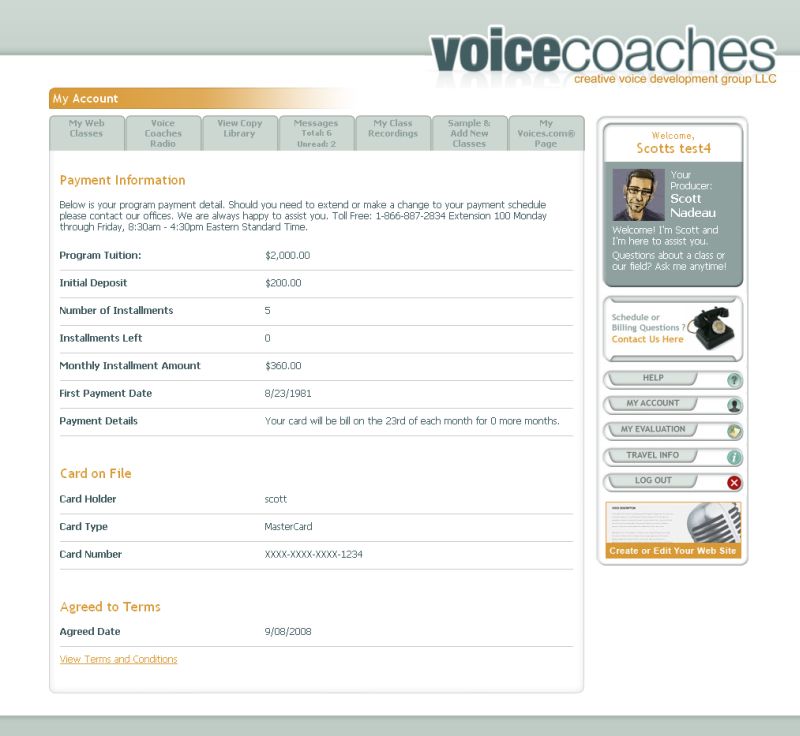 voicecoaches
creative voice development group LLC
My Account
My Web
Classes
Voice
Coaches
Radio
View Copy
Library
Messages
Total: 6
Unread: 2
My Class
Recordings
Sample &
Add New
Classes
My
Voices.com®
Page
Payment Information
Below is your program payment detail. Should you need to extend or make a change to your payment schedule
please contact our offices. We are always happy to assist you. Toll Free: 1-866-887-2834 Extension 100 Monday
through Friday, 8:30am - 4:30pm Eastern Standard Time.
Program Tuition: $2,000.00
Initial Deposit $200.00
Number of Installments 5
Installments Left 0
Monthly Installment Amount $360.00
First Payment Date 8/23/1981
Payment Details Your card will be bill on the 23rd of each month for 0 more months.
Card on File
Card Holder scott
Card Type MasterCard
Card Number XXXX-XXXX-XXXX-1234
Agreed to Terms
Agreed Date 9/08/2008
View Terms and Conditions
Welcome,
Scotts test4
Your
Producer:
Scott
Nadeau
Welcome! I'm Scott and
I'm here to assist you.
Questions about a class or
our field? Ask me anytime!
Schedule or
Billing Questions ?
Contact Us Here
HELP
MY ACCOUNT
MY EVALUATION
TRAVEL INFO
LOG OUT
Create or Edit Your Web Site